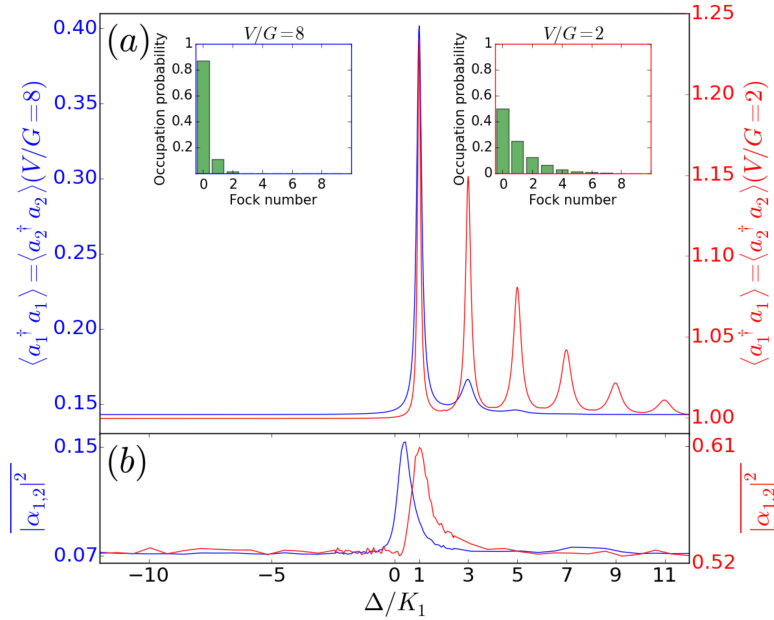 (a)
V/G=8
Occupation probability
1
0.8
0.6
0.4
0.2
0 2 4 6 8
Fock number
V/G=2
Occupation probability
1
0.8
0.6
0.4
0.2
0 2 4 6 8
Fock number
⟨a₁† a₁⟩=⟨a₂† a₂⟩(V/G=8)
0.40
0.35
0.30
0.25
0.20
0.15
⟨a₁† a₁⟩=⟨a₂† a₂⟩(V/G=2)
1.25
1.20
1.15
1.10
1.05
1.00
(b)
|α₁,₂|²
0.15
0.07
|α₁,₂|²
0.61
0.52
−10 −5 0 1 3 5 7 9 11
Δ/K₁